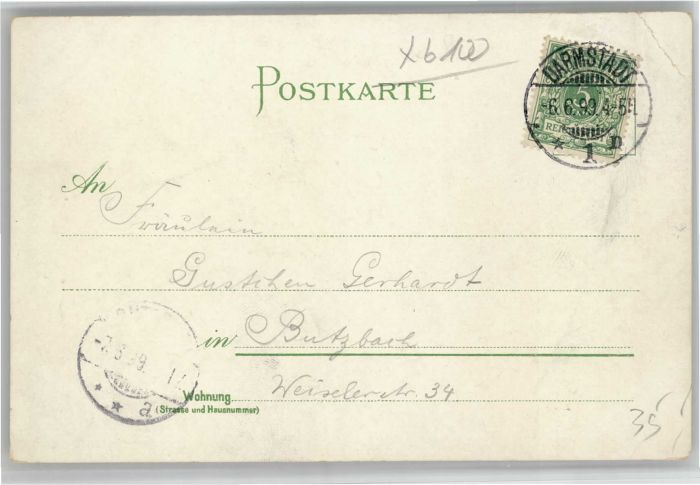 POSTKARTE
DARMSTADT
-6.6.99.4-5N.
* 1 D
5
An Fräulein
Gustchen Gerhardt
in Butzbach
Weiselerstr. 34
Wohnung
(Strasse und Hausnummer)
* * a
35